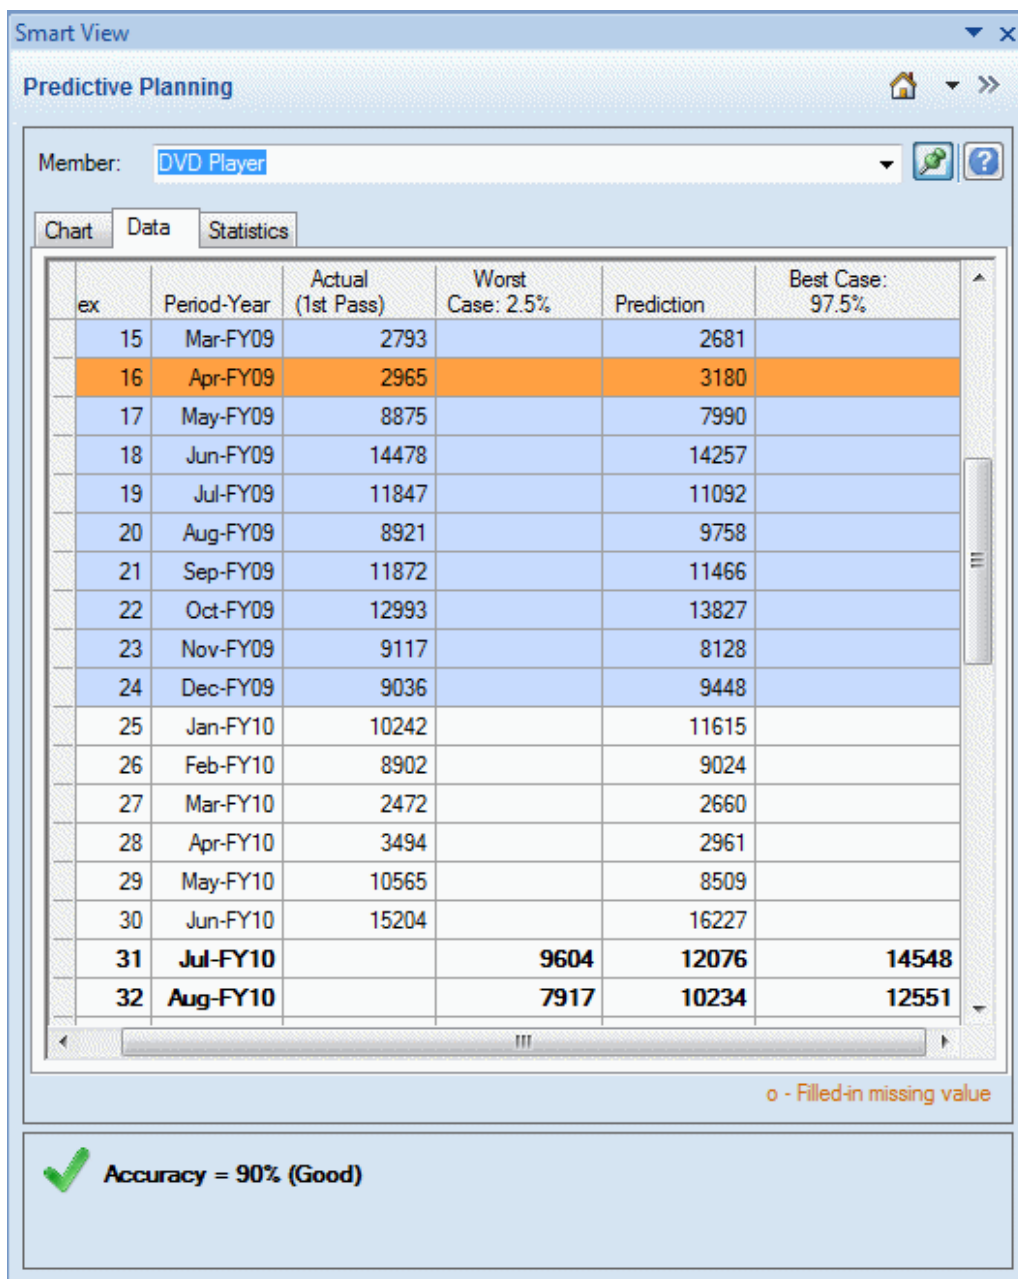 Smart View
Predictive Planning
Member: DVD Player
Chart Data Statistics
ex Period-Year Actual (1st Pass) Worst Case: 2.5% Prediction Best Case: 97.5%
15 Mar-FY09 2793 2681
16 Apr-FY09 2965 3180
17 May-FY09 8875 7990
18 Jun-FY09 14478 14257
19 Jul-FY09 11847 11092
20 Aug-FY09 8921 9758
21 Sep-FY09 11872 11466
22 Oct-FY09 12993 13827
23 Nov-FY09 9117 8128
24 Dec-FY09 9036 9448
25 Jan-FY10 10242 11615
26 Feb-FY10 8902 9024
27 Mar-FY10 2472 2660
28 Apr-FY10 3494 2961
29 May-FY10 10565 8509
30 Jun-FY10 15204 16227
31 Jul-FY10 9604 12076 14548
32 Aug-FY10 7917 10234 12551
o - Filled-in missing value
Accuracy = 90% (Good)